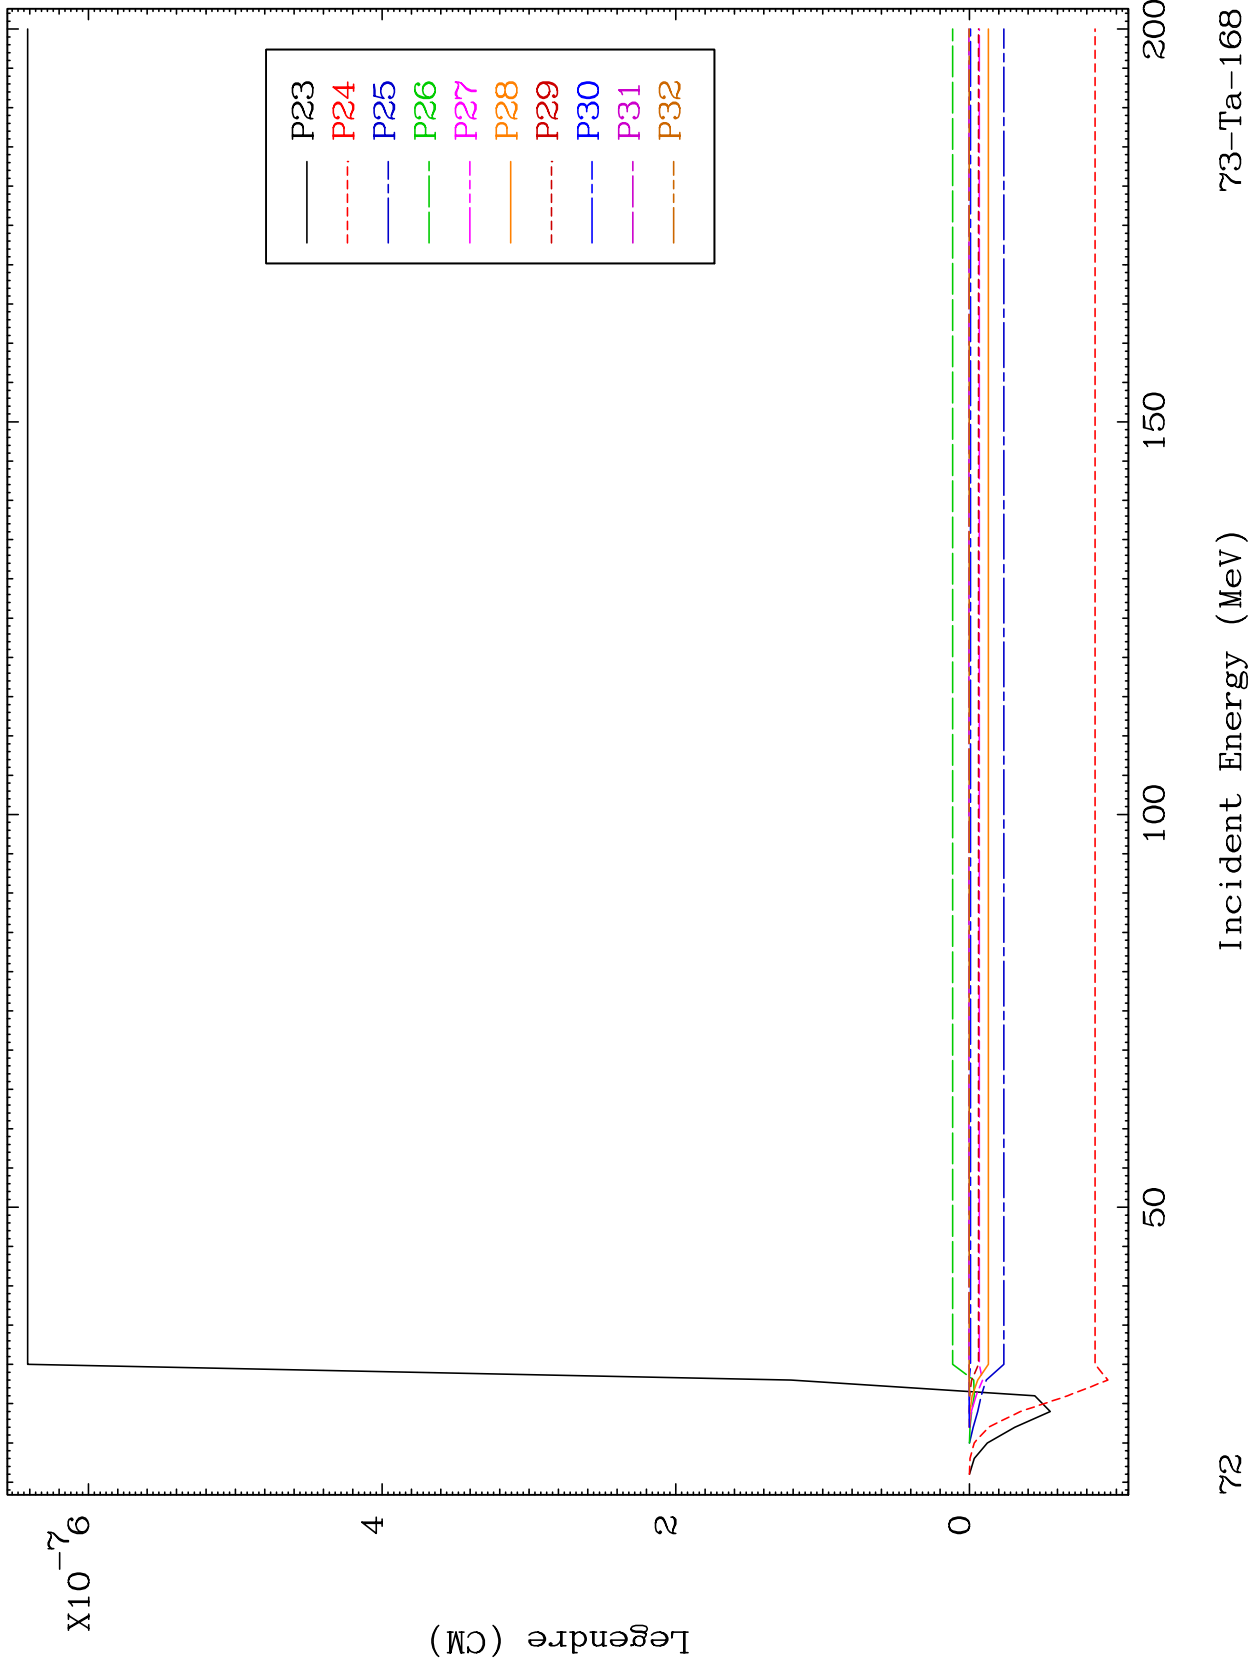 X10⁻⁷
6
4
2
0
Legendre (CM)
P23
P24
P25
P26
P27
P28
P29
P30
P31
P32
50
100
150
200
Incident Energy (MeV)
72
73-Ta-168